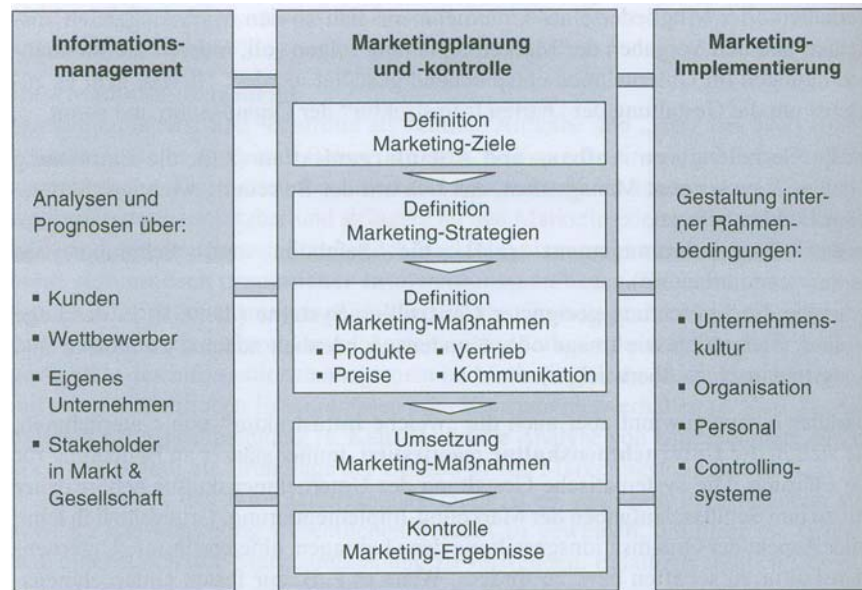 Informations-
management
Analysen und
Prognosen über:
▪ Kunden
▪ Wettbewerber
▪ Eigenes
Unternehmen
▪ Stakeholder
in Markt &
Gesellschaft
Marketingplanung
und -kontrolle
Definition
Marketing-Ziele
Definition
Marketing-Strategien
Definition
Marketing-Maßnahmen
▪ Produkte ▪ Vertrieb
▪ Preise ▪ Kommunikation
Umsetzung
Marketing-Maßnahmen
Kontrolle
Marketing-Ergebnisse
Marketing-
Implementierung
Gestaltung inter-
ner Rahmen-
bedingungen:
▪ Unternehmens-
kultur
▪ Organisation
▪ Personal
▪ Controlling-
systeme